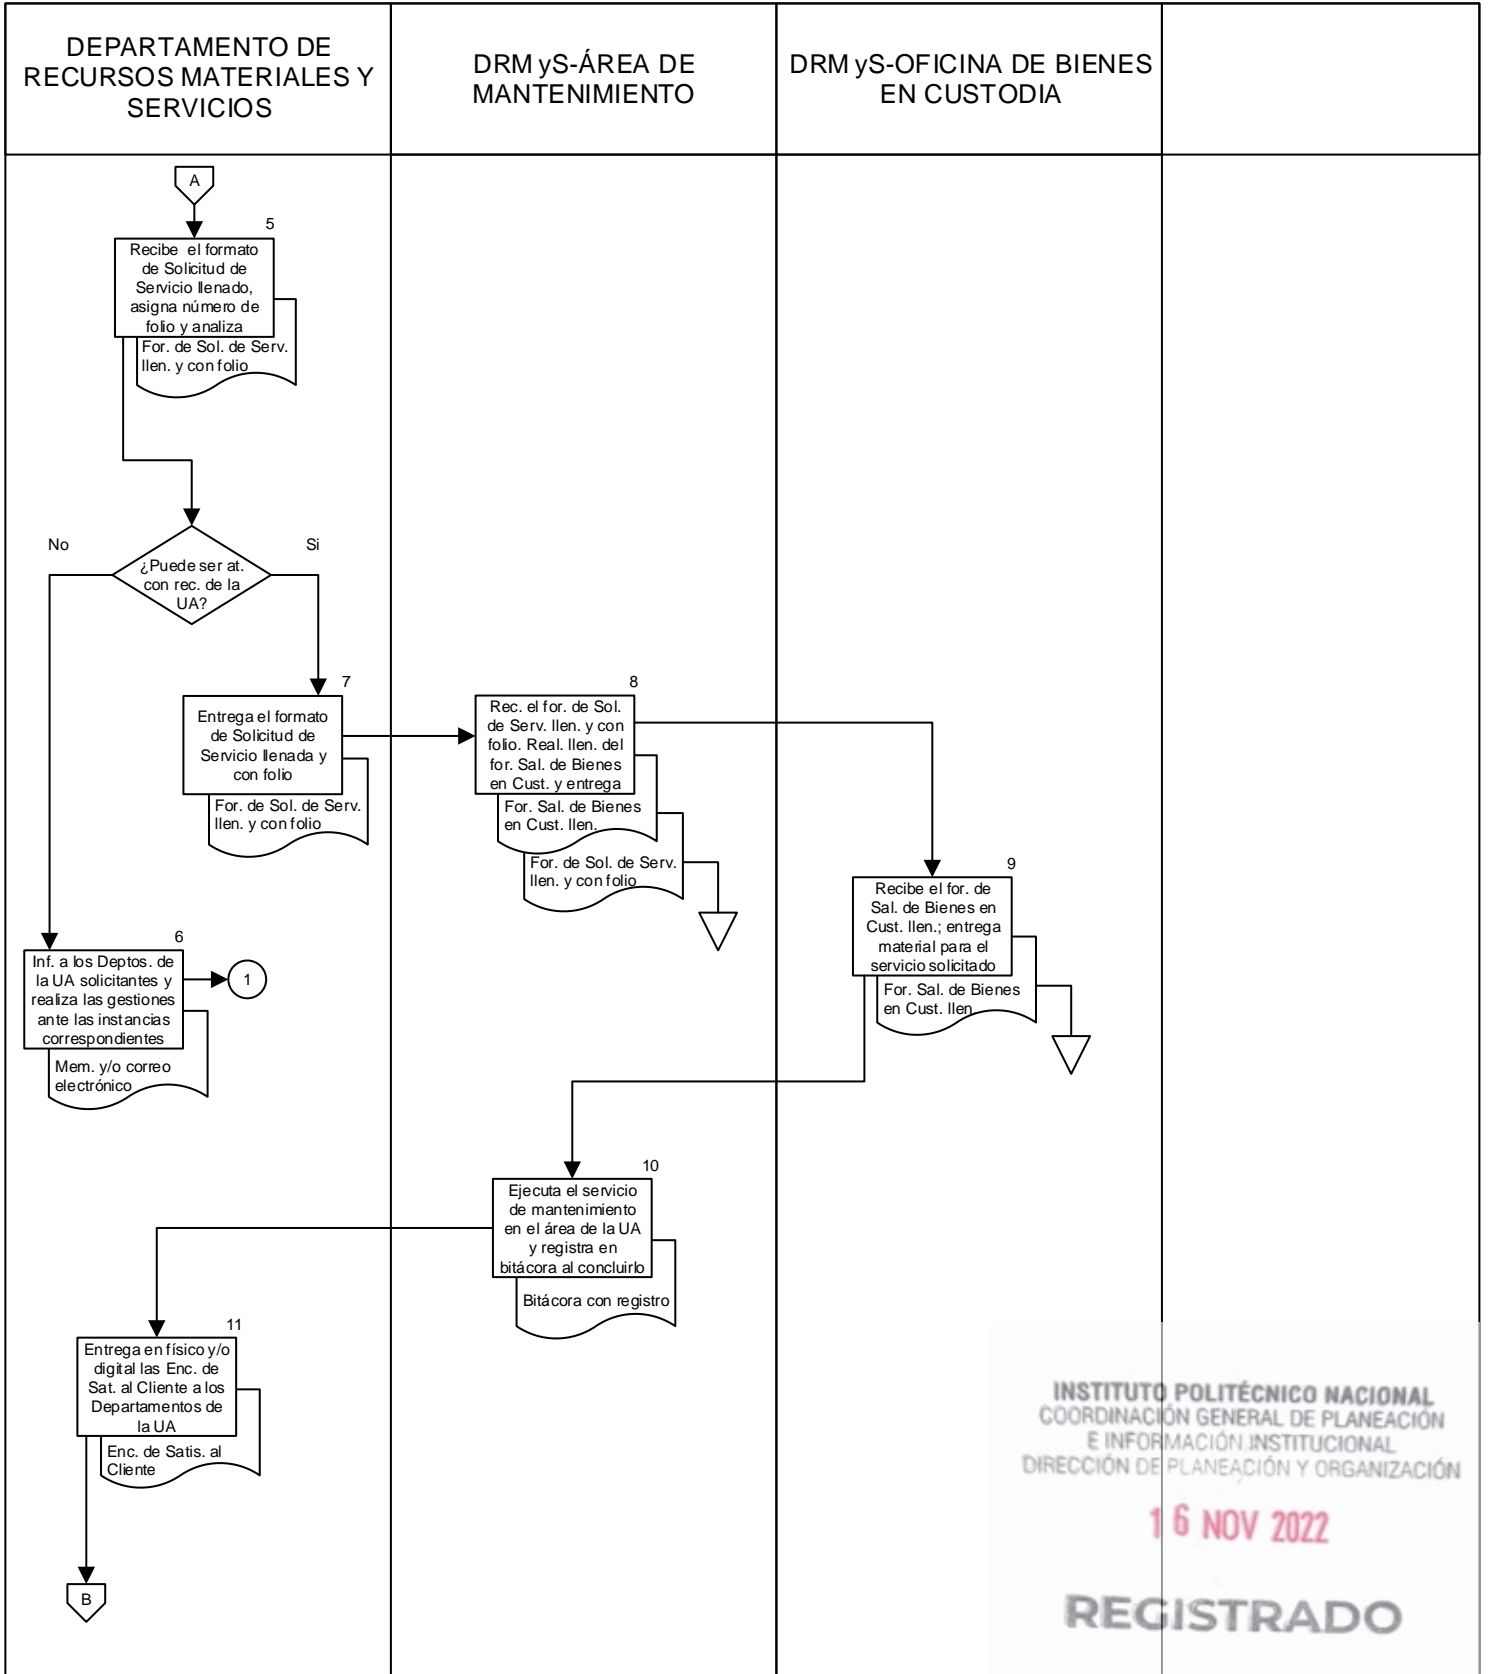 DEPARTAMENTO DE
RECURSOS MATERIALES Y
SERVICIOS
DRMyS-ÁREA DE
MANTENIMIENTO
DRMyS-OFICINA DE BIENES
EN CUSTODIA
A
5
Recibe el formato
de Solicitud de
Servicio llenado,
asigna número de
folio y analiza
For. de Sol. de Serv.
llen. y con folio
No
Si
¿Puede ser at.
con rec. de la
UA?
7
Entrega el formato
de Solicitud de
Servicio llenada y
con folio
For. de Sol. de Serv.
llen. y con folio
8
Rec. el for. de Sol.
de Serv. llen. y con
folio. Real. llen. del
for. Sal. de Bienes
en Cust. y entrega
For. Sal. de Bienes
en Cust. llen.
For. de Sol. de Serv.
llen. y con folio
9
Recibe el for. de
Sal. de Bienes en
Cust. llen.; entrega
material para el
servicio solicitado
For. Sal. de Bienes
en Cust. llen.
6
Inf. a los Deptos. de
la UA solicitantes y
realiza las gestiones
ante las instancias
correspondientes
1
Mem. y/o correo
electrónico
10
Ejecuta el servicio
de mantenimiento
en el área de la UA
y registra en
bitácora al concluirlo
Bitácora con registro
11
Entrega en físico y/o
digital las Enc. de
Sat. al Cliente a los
Departamentos de
la UA
Enc. de Satis. al
Cliente
B
INSTITUTO POLITÉCNICO NACIONAL
COORDINACIÓN GENERAL DE PLANEACIÓN
E INFORMACIÓN INSTITUCIONAL
DIRECCIÓN DE PLANEACIÓN Y ORGANIZACIÓN
16 NOV 2022
REGISTRADO